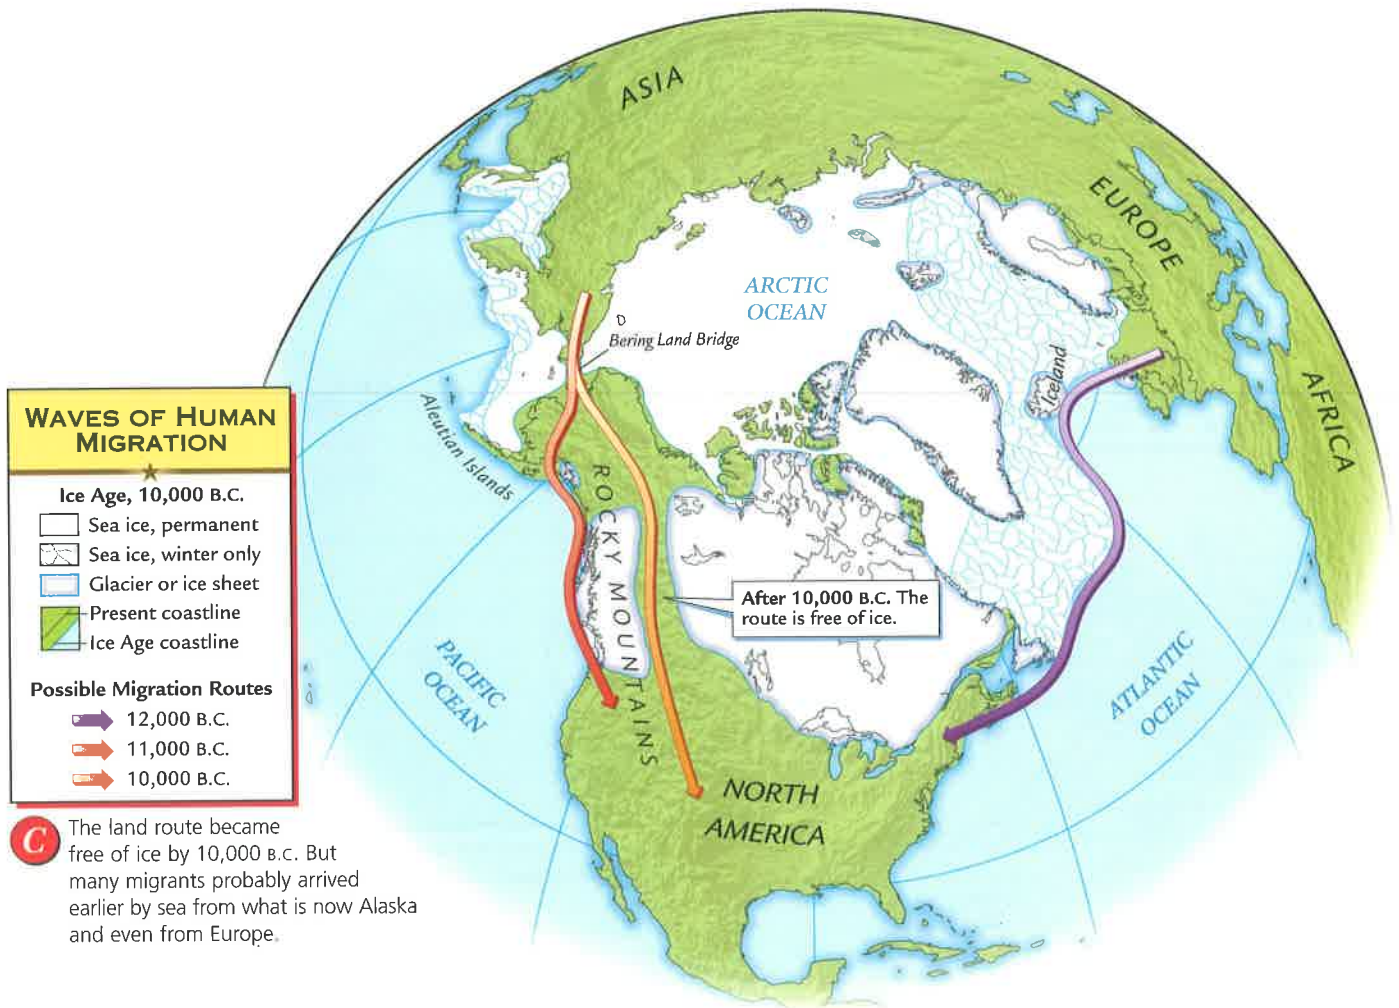 ASIA
EUROPE
AFRICA
ARCTIC
OCEAN
Bering Land Bridge
Iceland
Aleutian Islands
ROCKY MOUNTAINS
After 10,000 B.C. The
route is free of ice.
PACIFIC
OCEAN
ATLANTIC
OCEAN
NORTH
AMERICA
WAVES OF HUMAN
MIGRATION
Ice Age, 10,000 B.C.
Sea ice, permanent
Sea ice, winter only
Glacier or ice sheet
Present coastline
Ice Age coastline
Possible Migration Routes
12,000 B.C.
11,000 B.C.
10,000 B.C.
C
The land route became
free of ice by 10,000 B.C. But
many migrants probably arrived
earlier by sea from what is now Alaska
and even from Europe.